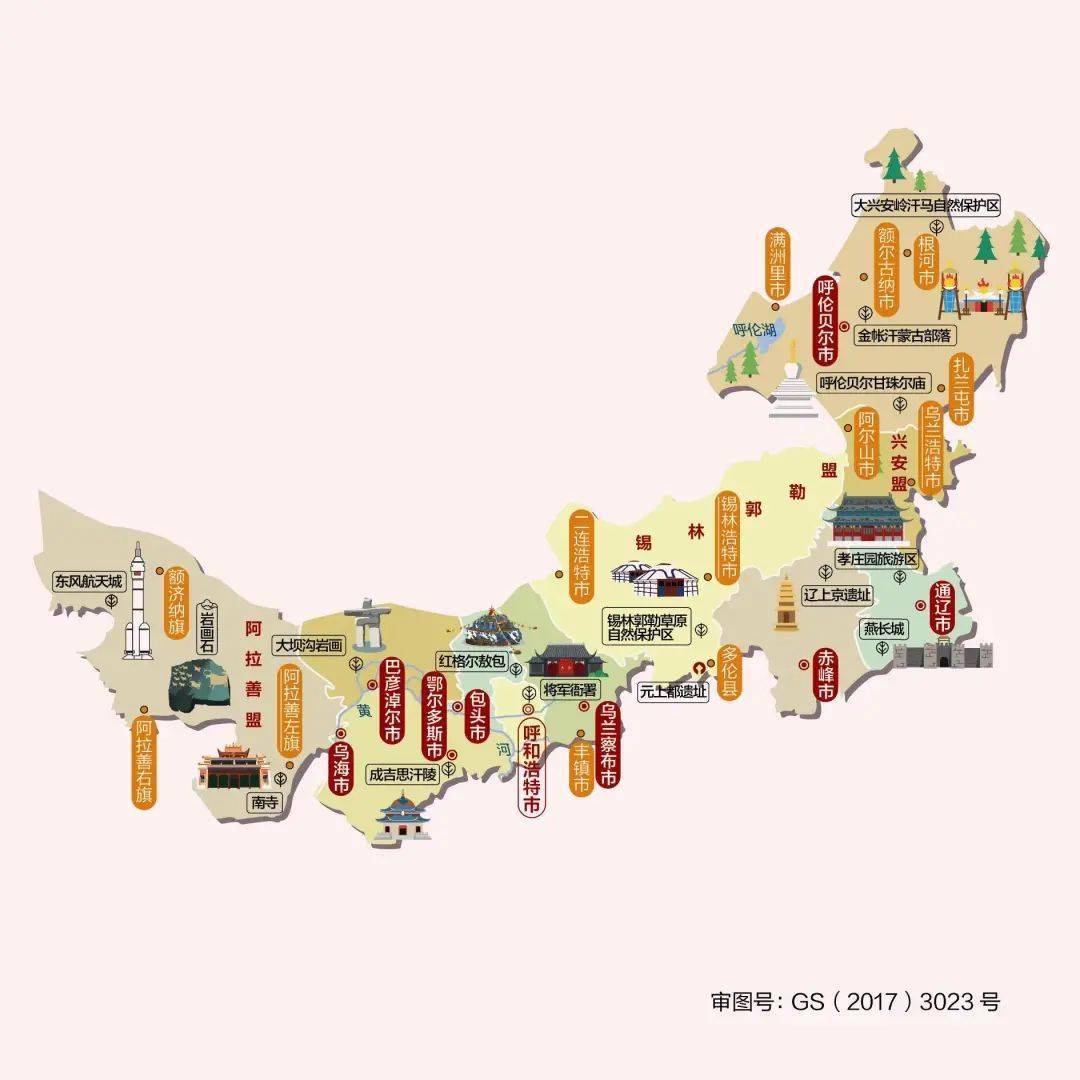 大兴安岭汗马自然保护区
满洲里市
额尔古纳市
根河市
呼伦贝尔市
呼伦湖
金帐汗蒙古部落
呼伦贝尔甘珠尔庙
扎兰屯市
阿尔山市
兴安盟
乌兰浩特市
锡林郭勒盟
二连浩特市
锡林浩特市
孝庄园旅游区
辽上京遗址
通辽市
燕长城
赤峰市
锡林郭勒草原
自然保护区
多伦县
元上都遗址
东风航天城
额济纳旗
岩画石
阿拉善盟
大坝沟岩画
红格尔敖包
将军衙署
阿拉善左旗
阿拉善右旗
巴彦淖尔市
鄂尔多斯市
包头市
黄河
乌海市
呼和浩特市
乌兰察布市
丰镇市
成吉思汗陵
南寺
审图号：GS（2017）3023 号